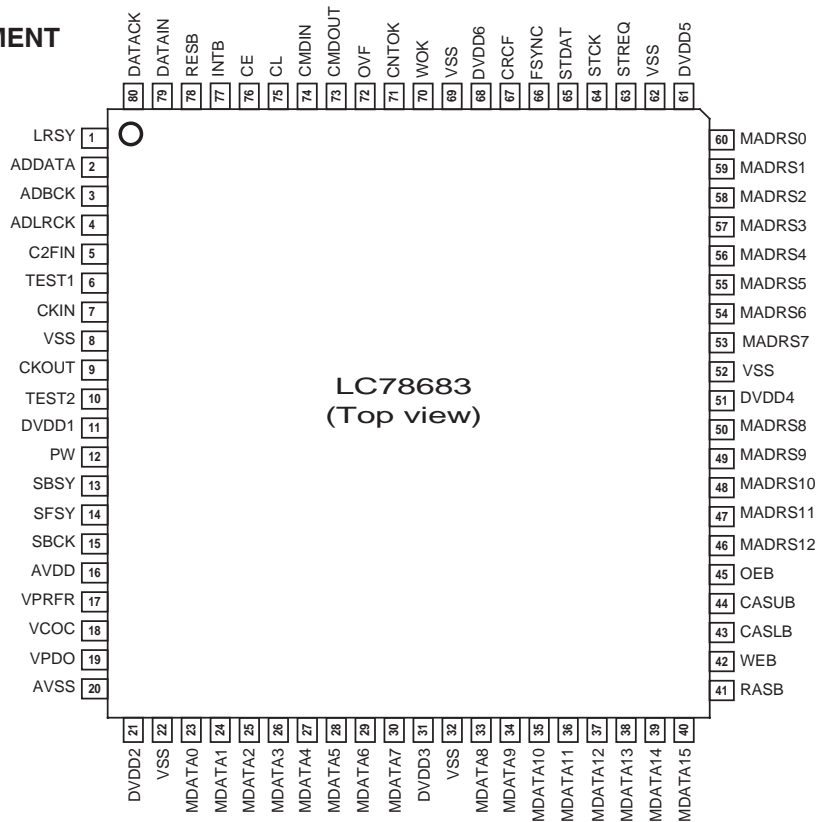 MENT
DATACK
DATAIN
RESB
INTB
CE
CL
CMDIN
CMDOUT
OVF
CNTOK
WOK
VSS
DVDD6
CRCF
FSYNC
STDAT
STCK
STREQ
VSS
DVDD5
80 79 78 77 76 75 74 73 72 71 70 69 68 67 66 65 64 63 62 61
LRSY 1
ADDATA 2
ADBCK 3
ADLRCK 4
C2FIN 5
TEST1 6
CKIN 7
VSS 8
CKOUT 9
TEST2 10
DVDD1 11
PW 12
SBSY 13
SFSY 14
SBCK 15
AVDD 16
VPRFR 17
VCOC 18
VPDO 19
AVSS 20
LC78683
(Top view)
60 MADRS0
59 MADRS1
58 MADRS2
57 MADRS3
56 MADRS4
55 MADRS5
54 MADRS6
53 MADRS7
52 VSS
51 DVDD4
50 MADRS8
49 MADRS9
48 MADRS10
47 MADRS11
46 MADRS12
45 OEB
44 CASUB
43 CASLB
42 WEB
41 RASB
21 22 23 24 25 26 27 28 29 30 31 32 33 34 35 36 37 38 39 40
DVDD2
VSS
MDATA0
MDATA1
MDATA2
MDATA3
MDATA4
MDATA5
MDATA6
MDATA7
DVDD3
VSS
MDATA8
MDATA9
MDATA10
MDATA11
MDATA12
MDATA13
MDATA14
MDATA15